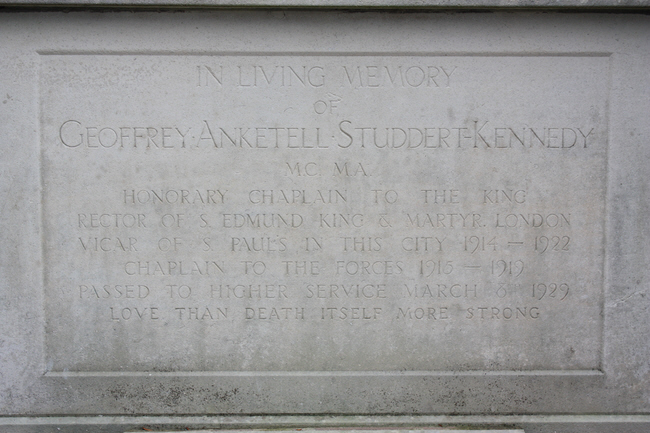 IN LIVING MEMORY
OF
GEOFFREY·ANKETELL·STUDDERT-KENNEDY
M.C. M.A.
HONORARY CHAPLAIN TO THE KING
RECTOR OF S. EDMUND KING & MARTYR. LONDON
VICAR OF S. PAUL'S IN THIS CITY 1914 — 1922
CHAPLAIN TO THE FORCES 1915 — 1919
PASSED TO HIGHER SERVICE MARCH 8TH 1929
LOVE THAN DEATH ITSELF MORE STRONG